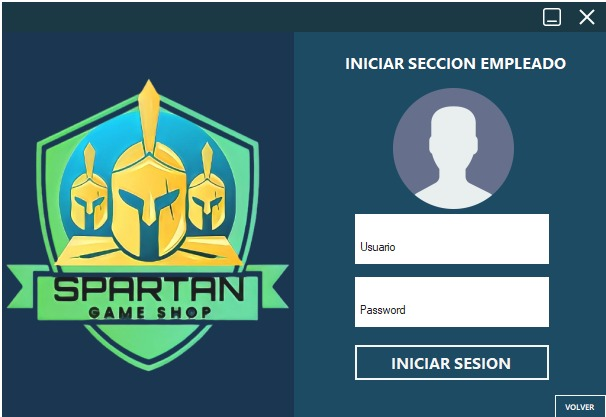 INICIAR SECCION EMPLEADO
SPARTAN
GAME SHOP
Usuario
Password
INICIAR SESION
VOLVER